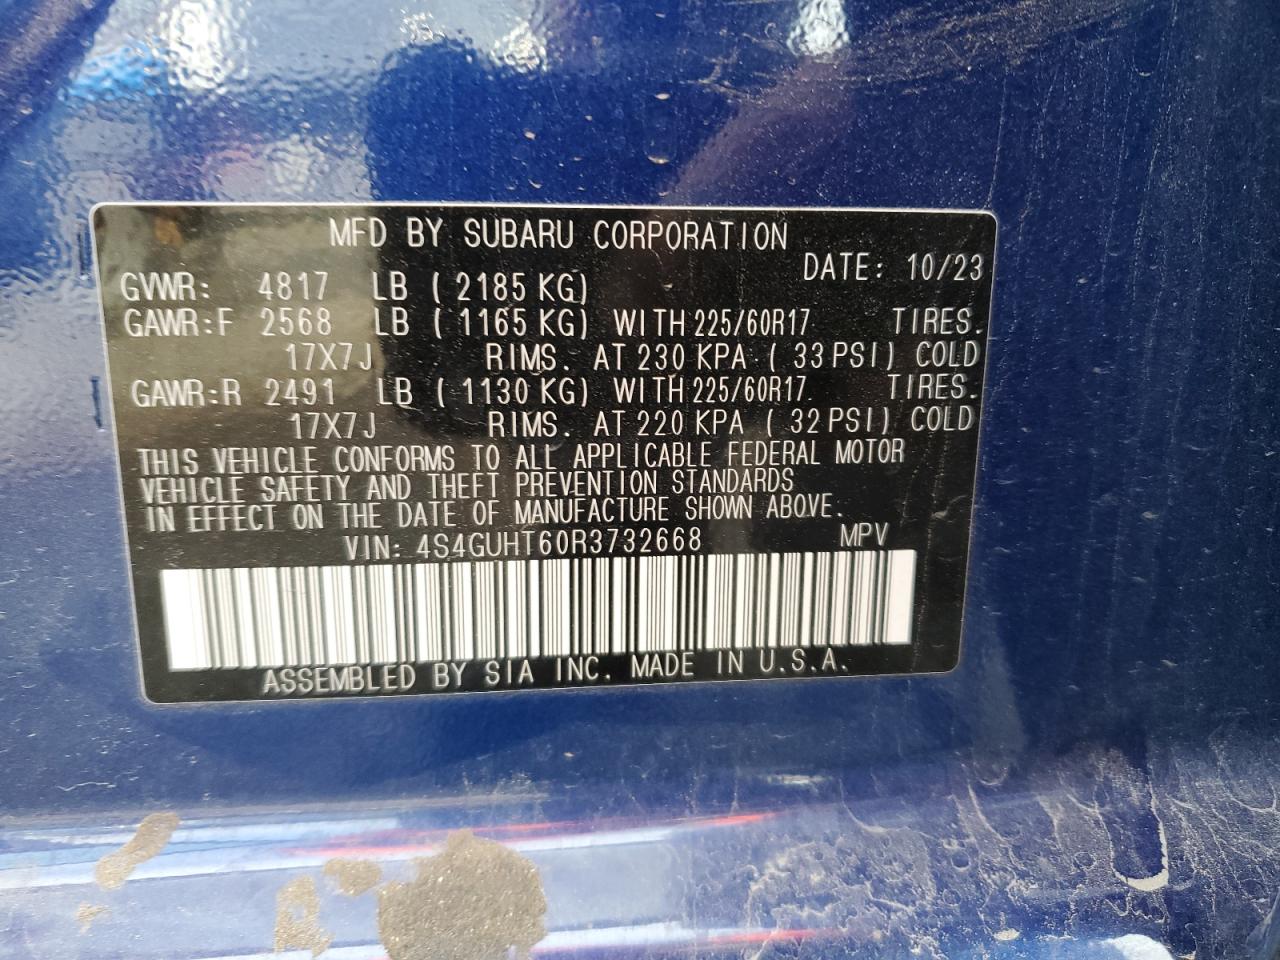 MFD BY SUBARU CORPORATION
DATE: 10/23
GVWR: 4817 LB ( 2185 KG)
GAWR:F 2568 LB ( 1165 KG) WITH 225/60R17 TIRES.
17X7J RIMS. AT 230 KPA ( 33 PSI) COLD
GAWR:R 2491 LB ( 1130 KG) WITH 225/60R17 TIRES.
17X7J RIMS. AT 220 KPA ( 32 PSI) COLD
THIS VEHICLE CONFORMS TO ALL APPLICABLE FEDERAL MOTOR
VEHICLE SAFETY AND THEFT PREVENTION STANDARDS
IN EFFECT ON THE DATE OF MANUFACTURE SHOWN ABOVE.
VIN: 4S4GUHT60R3732668 MPV
ASSEMBLED BY SIA INC. MADE IN U.S.A.